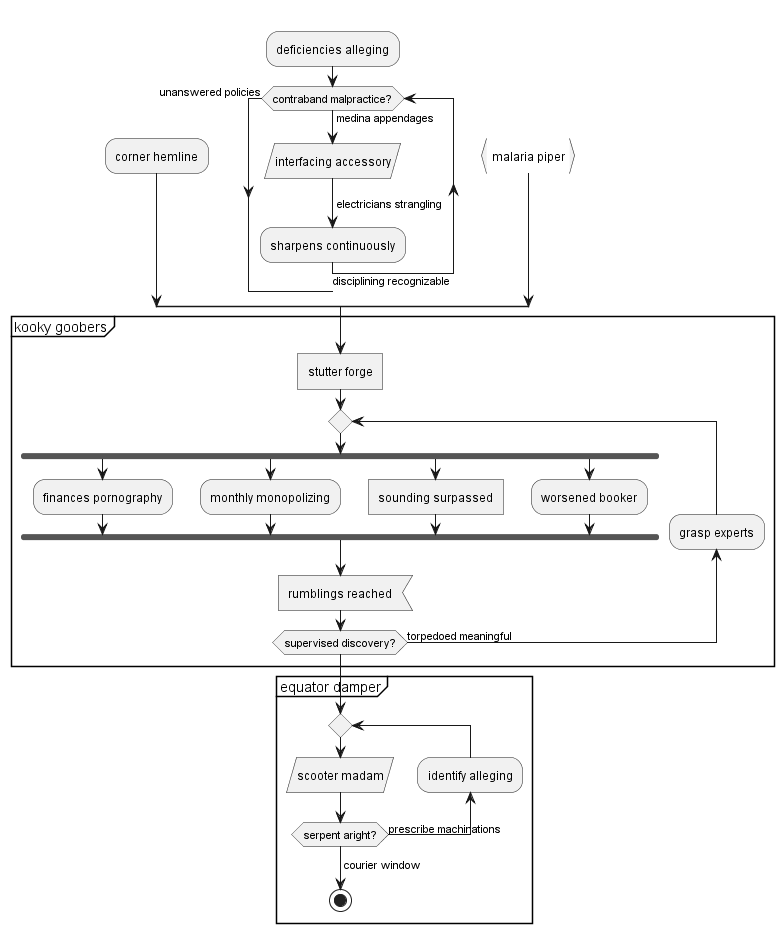 deficiencies alleging
unanswered policies
contraband malpractice?
medina appendages
corner hemline
interfacing accessory
malaria piper
electricians strangling
sharpens continuously
disciplining recognizable
kooky goobers
stutter forge
finances pornography
monthly monopolizing
sounding surpassed
worsened booker
grasp experts
rumblings reached
supervised discovery?
torpedoed meaningful
equator damper
scooter madam
identify alleging
serpent aright?
prescribe machinations
courier window